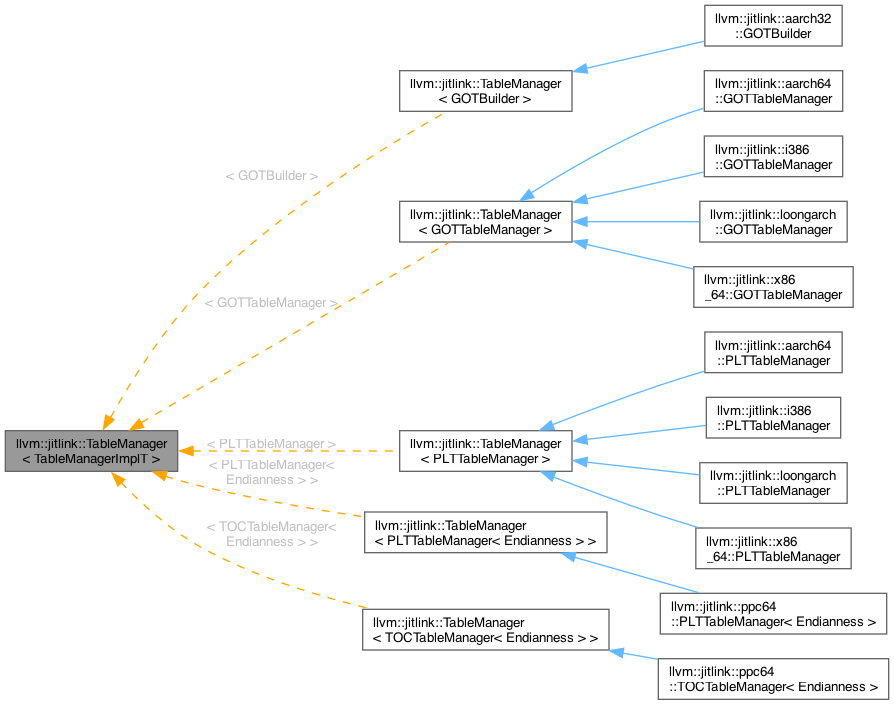 llvm::jitlink::aarch32
::GOTBuilder
llvm::jitlink::TableManager
< GOTBuilder >
llvm::jitlink::aarch64
::GOTTableManager
llvm::jitlink::i386
::GOTTableManager
< GOTBuilder >
llvm::jitlink::TableManager
< GOTTableManager >
llvm::jitlink::loongarch
::GOTTableManager
llvm::jitlink::x86
_64::GOTTableManager
< GOTTableManager >
llvm::jitlink::aarch64
::PLTTableManager
llvm::jitlink::i386
::PLTTableManager
llvm::jitlink::TableManager
< TableManagerImplT >
< PLTTableManager >
llvm::jitlink::TableManager
< PLTTableManager >
< PLTTableManager<
Endianness > >
llvm::jitlink::loongarch
::PLTTableManager
< TOCTableManager<
Endianness > >
llvm::jitlink::TableManager
< PLTTableManager< Endianness > >
llvm::jitlink::x86
_64::PLTTableManager
llvm::jitlink::ppc64
::PLTTableManager< Endianness >
llvm::jitlink::TableManager
< TOCTableManager< Endianness > >
llvm::jitlink::ppc64
::TOCTableManager< Endianness >